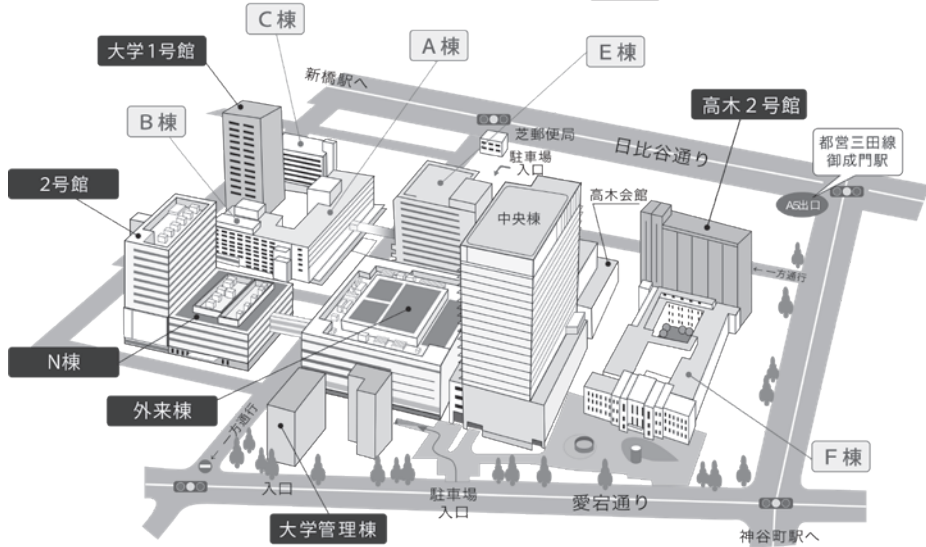 C棟
大学1号館
A棟
E棟
新橋駅へ
高木2号館
B棟
芝郵便局
日比谷通り
都営三田線
御成門駅
駐車場
入口
2号館
高木会館
中央棟
A5出口
一方通行
N棟
外来棟
一方通行
F棟
入口
駐車場
入口
愛宕通り
大学管理棟
神谷町駅へ